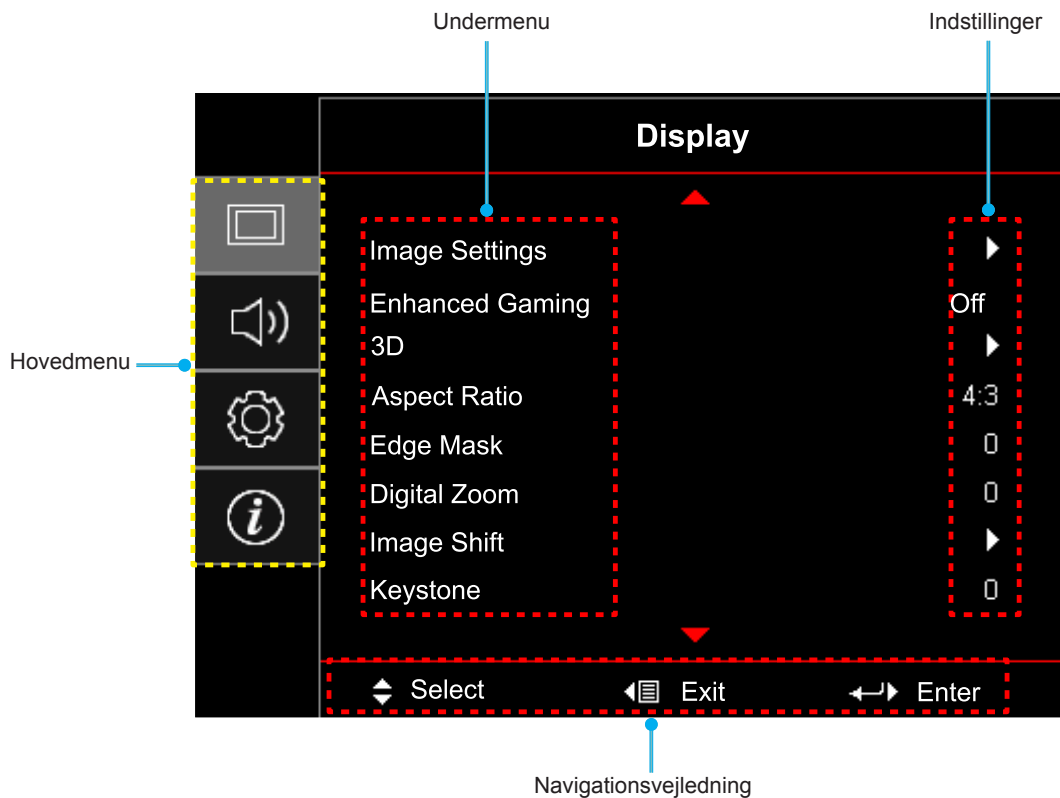 Undermenu
Indstillinger
Display
Hovedmenu
Image Settings
Enhanced Gaming Off
3D
Aspect Ratio 4:3
Edge Mask 0
Digital Zoom 0
Image Shift
Keystone 0
Select Exit Enter
Navigationsvejledning